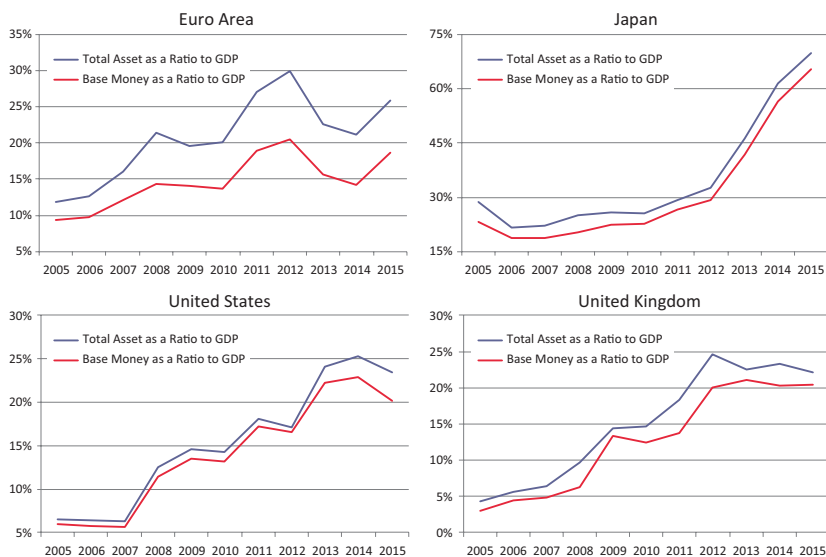 Euro Area
35%
30%
25%
20%
15%
10%
5%
Total Asset as a Ratio to GDP
Base Money as a Ratio to GDP
2005 2006 2007 2008 2009 2010 2011 2012 2013 2014 2015
Japan
75%
60%
45%
30%
15%
Total Asset as a Ratio to GDP
Base Money as a Ratio to GDP
2005 2006 2007 2008 2009 2010 2011 2012 2013 2014 2015
United States
30%
25%
20%
15%
10%
5%
Total Asset as a Ratio to GDP
Base Money as a Ratio to GDP
2005 2006 2007 2008 2009 2010 2011 2012 2013 2014 2015
United Kingdom
30%
25%
20%
15%
10%
5%
0%
Total Asset as a Ratio to GDP
Base Money as a Ratio to GDP
2005 2006 2007 2008 2009 2010 2011 2012 2013 2014 2015